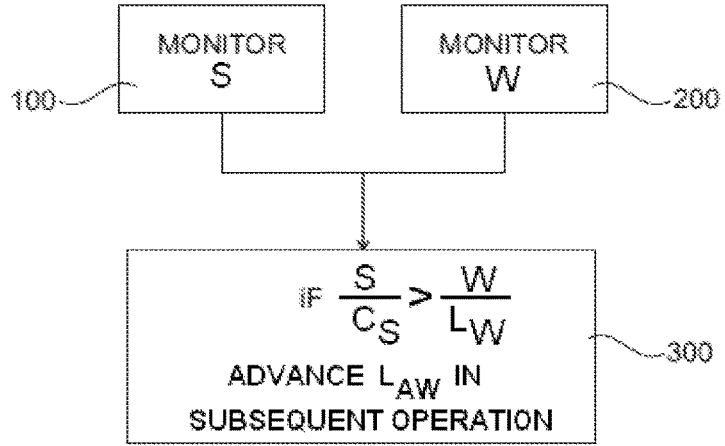 MONITOR
S
100
MONITOR
W
200
IF S/C_S > W/L_W
ADVANCE L_AW IN
SUBSEQUENT OPERATION
300